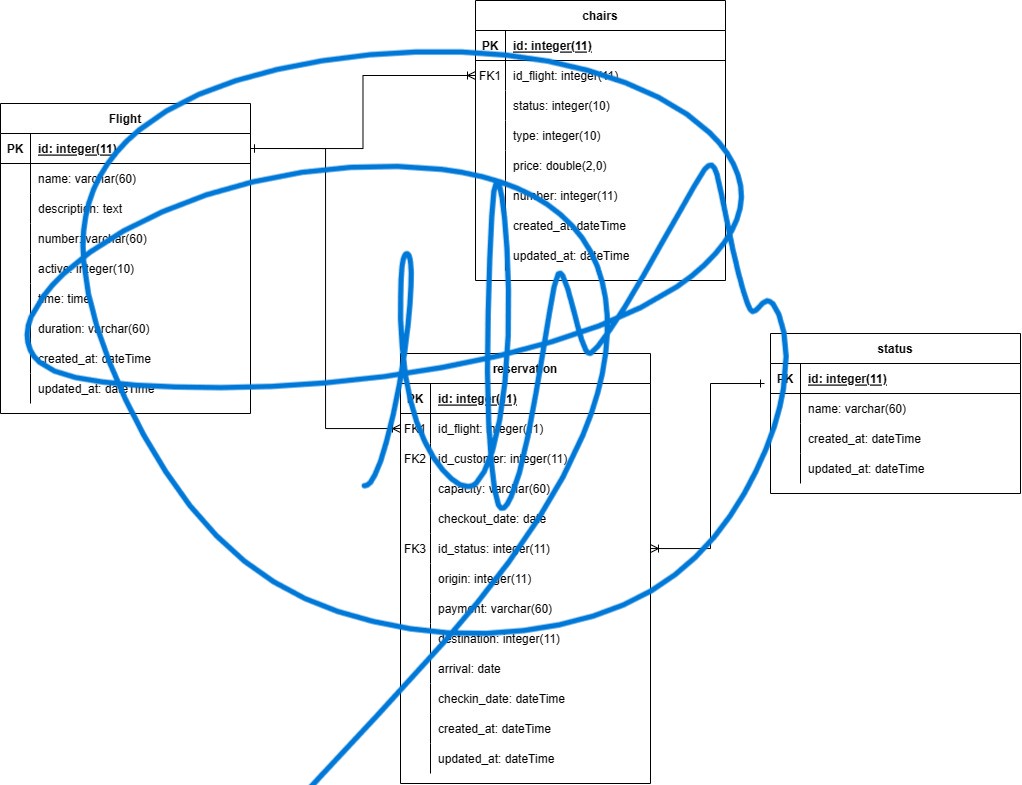 Flight
PK id: integer(11)
name: varchar(60)
description: text
number: varchar(60)
active: integer(10)
time: time
duration: varchar(60)
created_at: dateTime
updated_at: dateTime
chairs
PK id: integer(11)
FK1 id_flight: integer(11)
status: integer(10)
type: integer(10)
price: double(2,0)
number: integer(11)
created_at: dateTime
updated_at: dateTime
reservation
PK id: integer(11)
FK1 id_flight: integer(11)
FK2 id_customer: integer(11)
capacity: varchar(60)
checkout_date: date
FK3 id_status: integer(11)
origin: integer(11)
payment: varchar(60)
destination: integer(11)
arrival: date
checkin_date: dateTime
created_at: dateTime
updated_at: dateTime
status
PK id: integer(11)
name: varchar(60)
created_at: dateTime
updated_at: dateTime